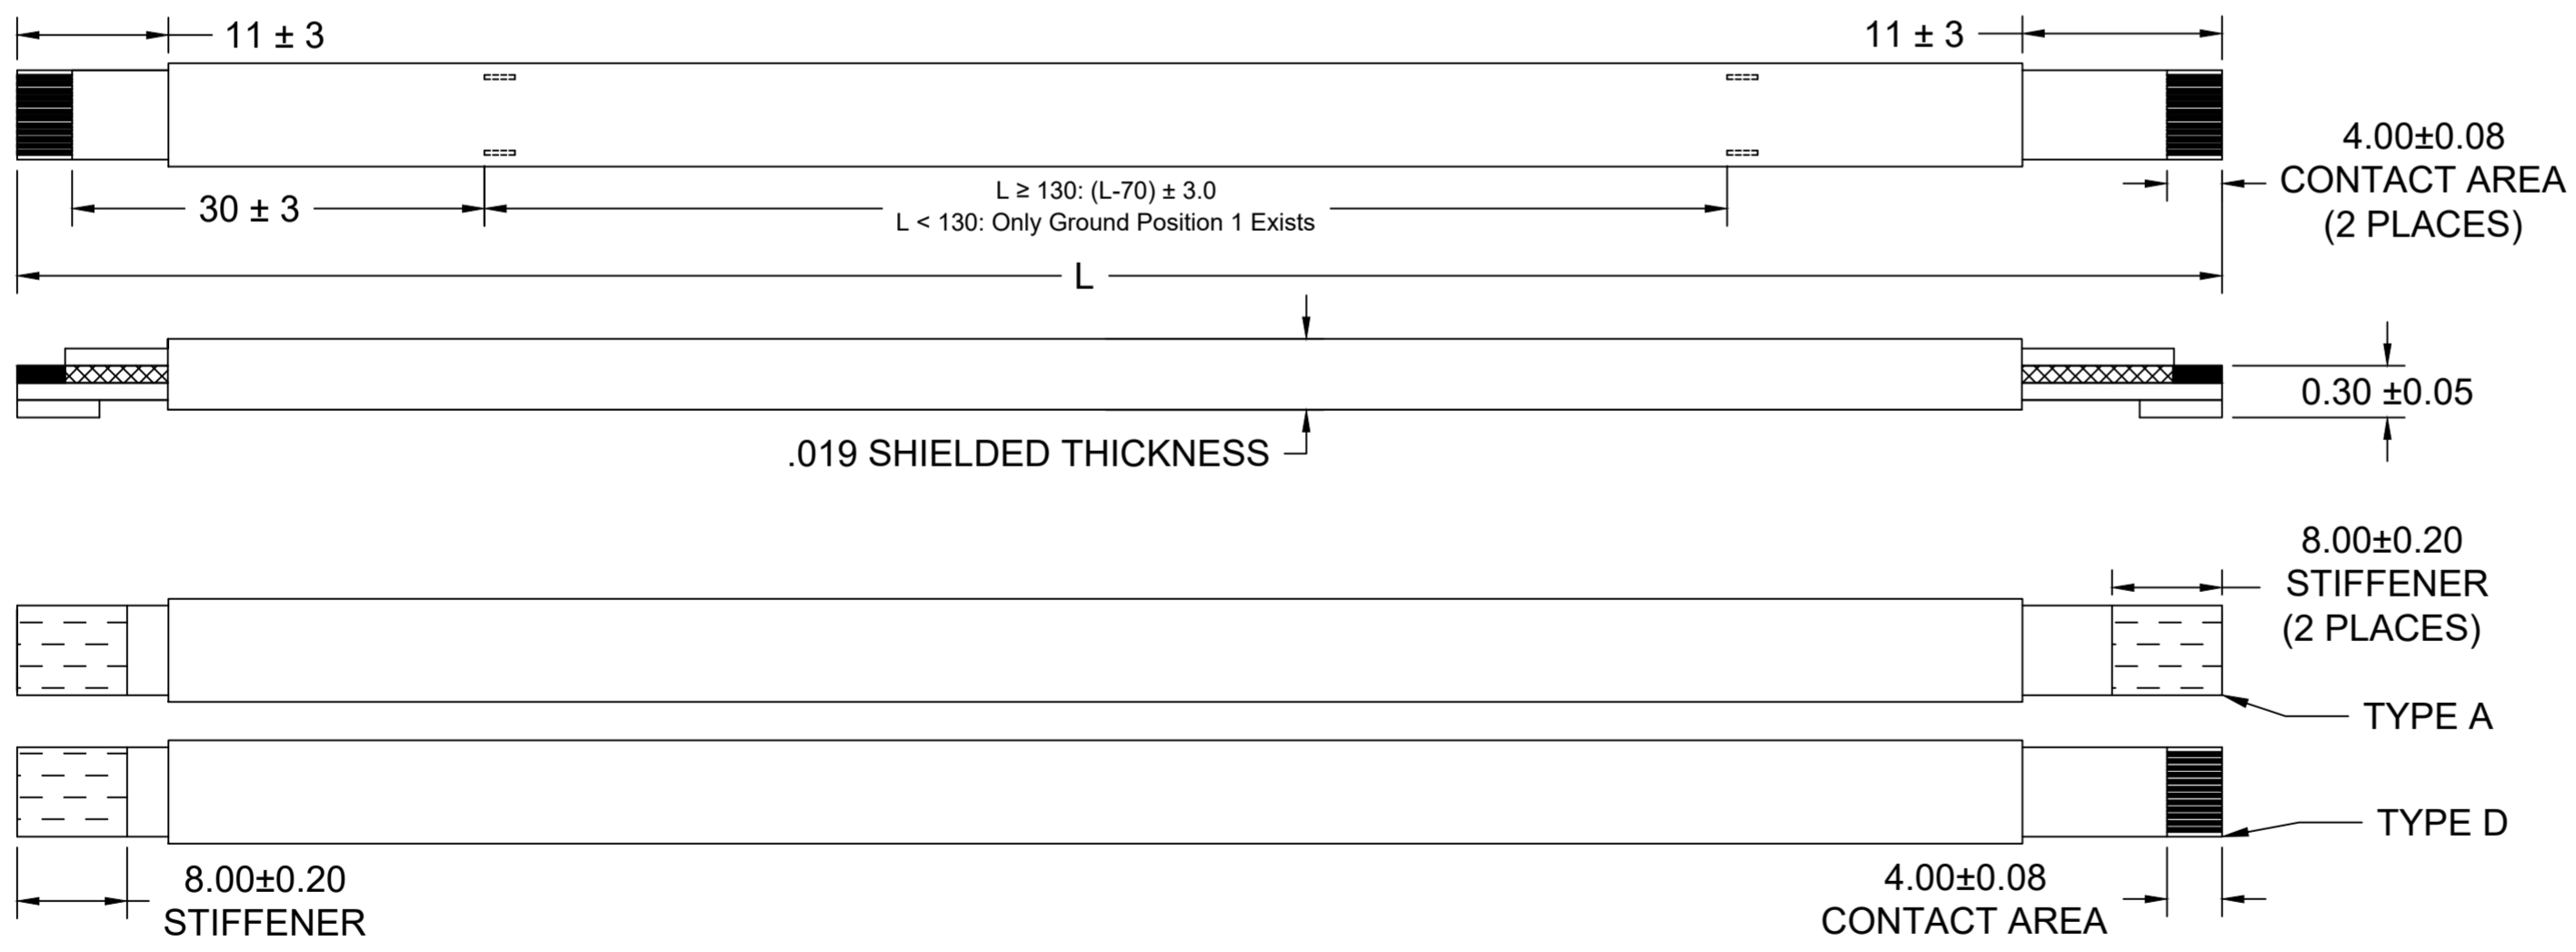 11 ± 3
11 ± 3
4.00±0.08
CONTACT AREA
(2 PLACES)
30 ± 3
L ≥ 130: (L-70) ± 3.0
L < 130: Only Ground Position 1 Exists
L
0.30 ±0.05
.019 SHIELDED THICKNESS
8.00±0.20
STIFFENER
(2 PLACES)
TYPE A
TYPE D
8.00±0.20
STIFFENER
4.00±0.08
CONTACT AREA